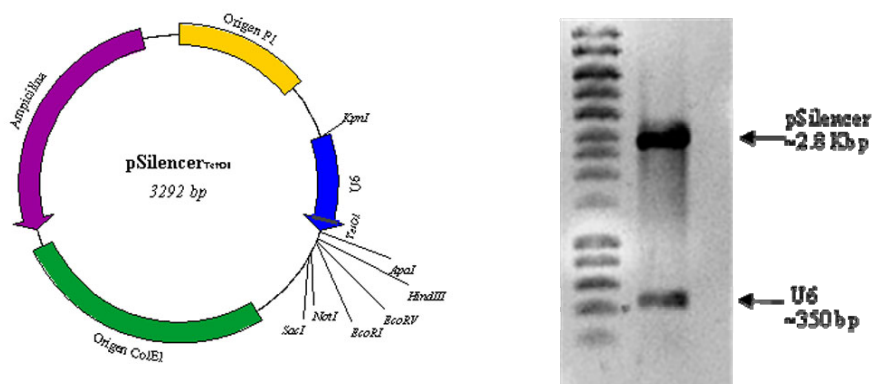 Origen F1
Ampicilina
KpnI
pSilencerTetO1
3292 bp
U6
TetO1
ApaI
HindIII
EcoRV
EcoRI
NotI
SacI
Origen ColE1
pSilencer
≈2.8 Kbp
U6
≈350 bp